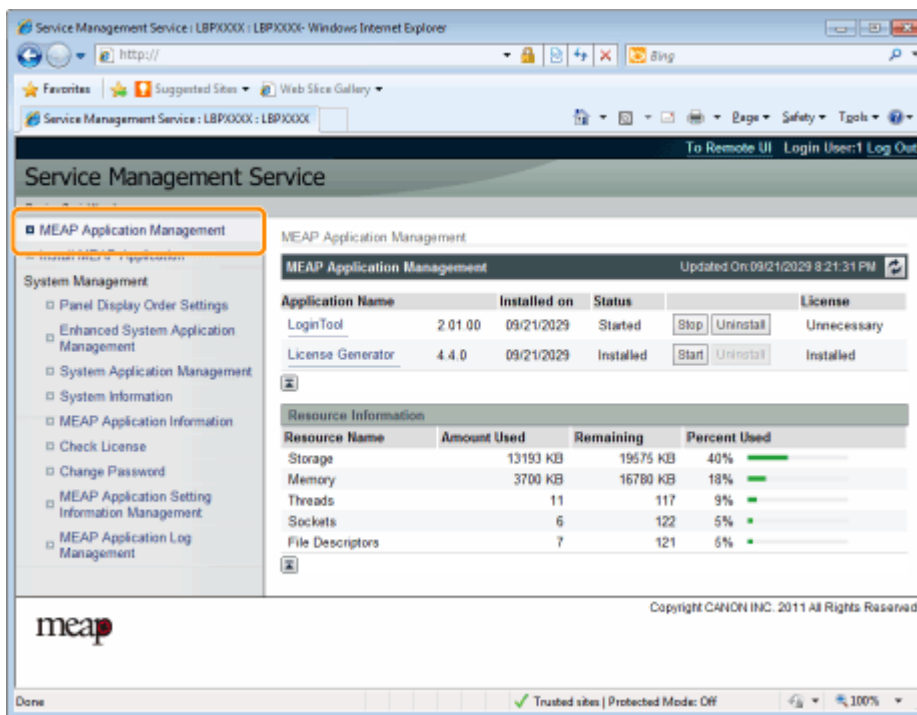 Service Management Service : LBPXXXX : LBPXXXX- Windows Internet Explorer
http://
Bing
Favorites Suggested Sites Web Slice Gallery
Service Management Service : LBPXXXX : LBPXXXX
Page Safety Tools
To Remote UI Login User:1 Log Out
Service Management Service
MEAP Application Management
Install MEAP Application
System Management
Panel Display Order Settings
Enhanced System Application
Management
System Application Management
System Information
MEAP Application Information
Check License
Change Password
MEAP Application Setting
Information Management
MEAP Application Log
Management
MEAP Application Management
MEAP Application Management Updated On:09/21/2029 8:21:31 PM
Application Name Installed on Status License
LoginTool 2.01.00 09/21/2029 Started Stop Uninstall Unnecessary
License Generator 4.4.0 09/21/2029 Installed Start Uninstall Installed
Resource Information
Resource Name Amount Used Remaining Percent Used
Storage 13193 KB 19575 KB 40%
Memory 3700 KB 16780 KB 18%
Threads 11 117 9%
Sockets 6 122 5%
File Descriptors 7 121 6%
Copyright CANON INC. 2011 All Rights Reserved
meap
Done Trusted sites | Protected Mode: Off 100%